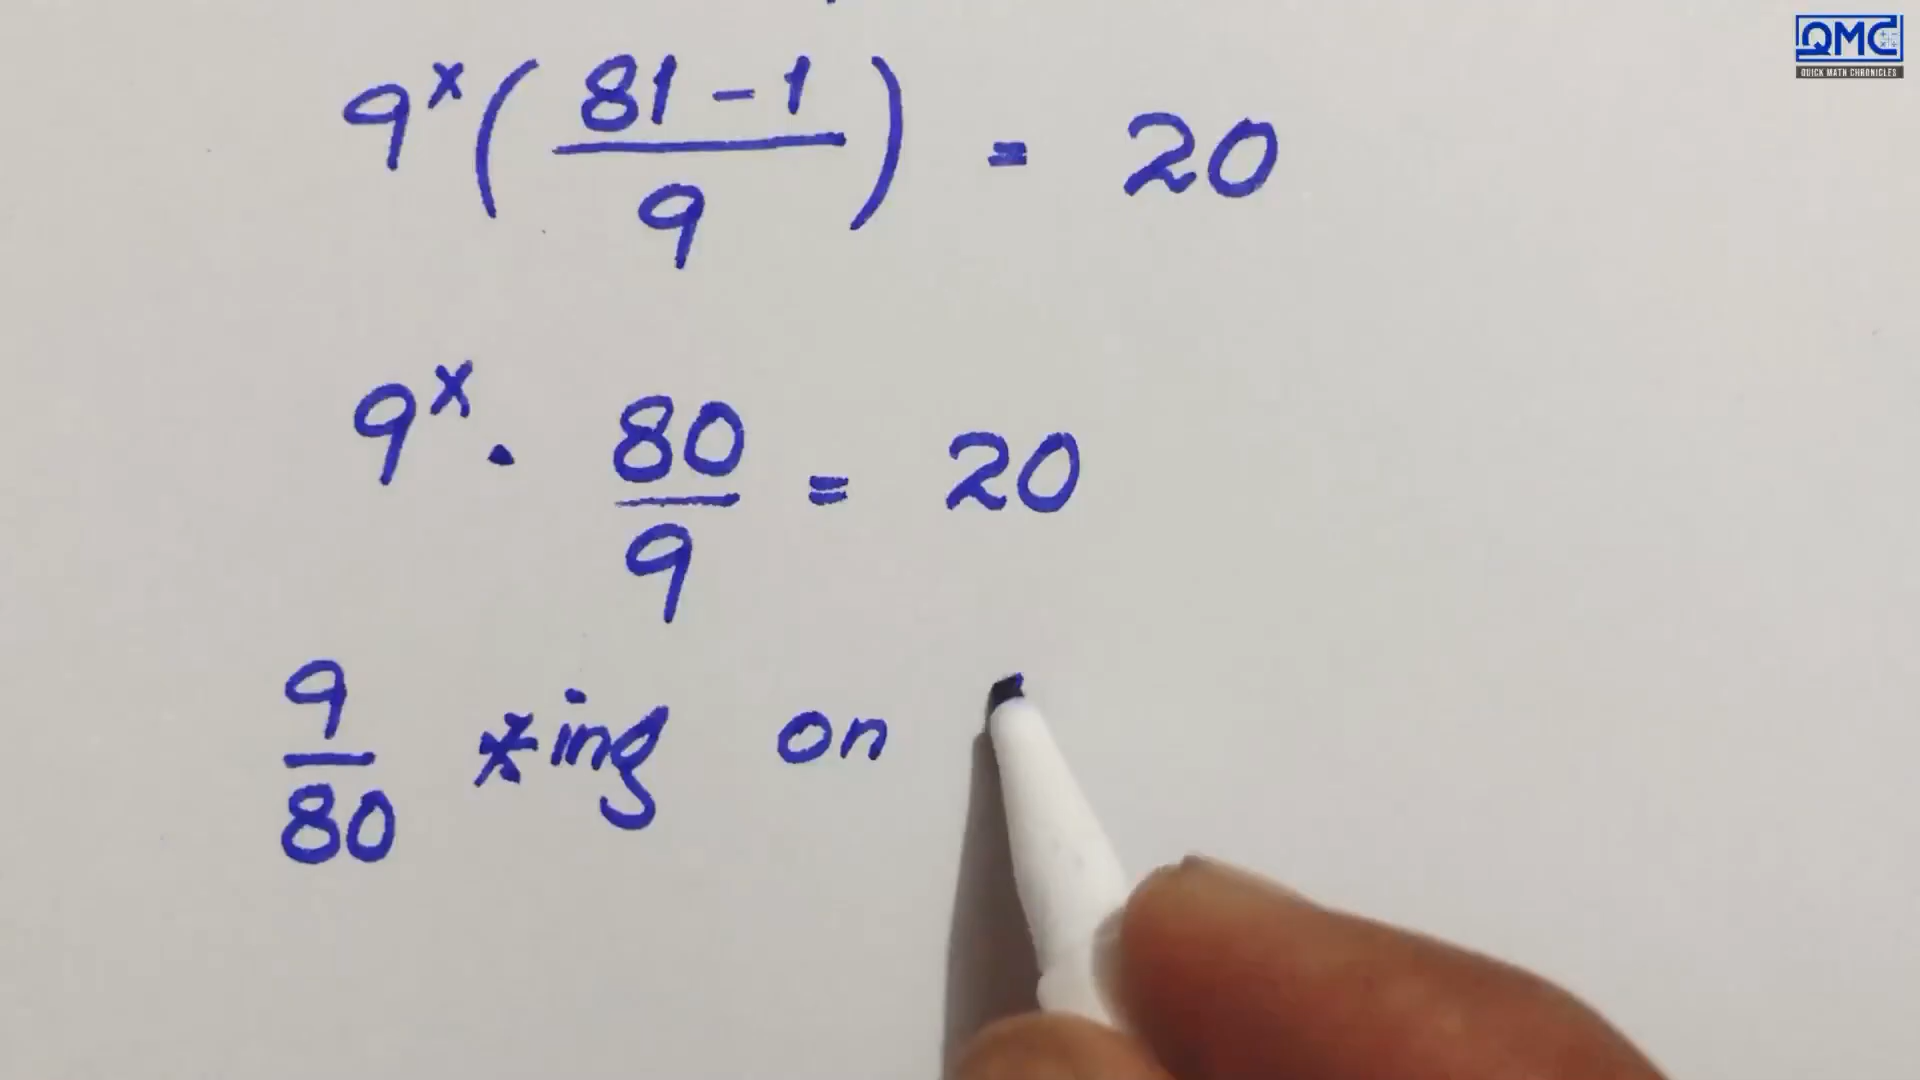 QMC
QUICK MATH CHRONICLES
9^x ( (81 - 1) / 9 ) = 20
9^x · 80/9 = 20
9/80 *ing on